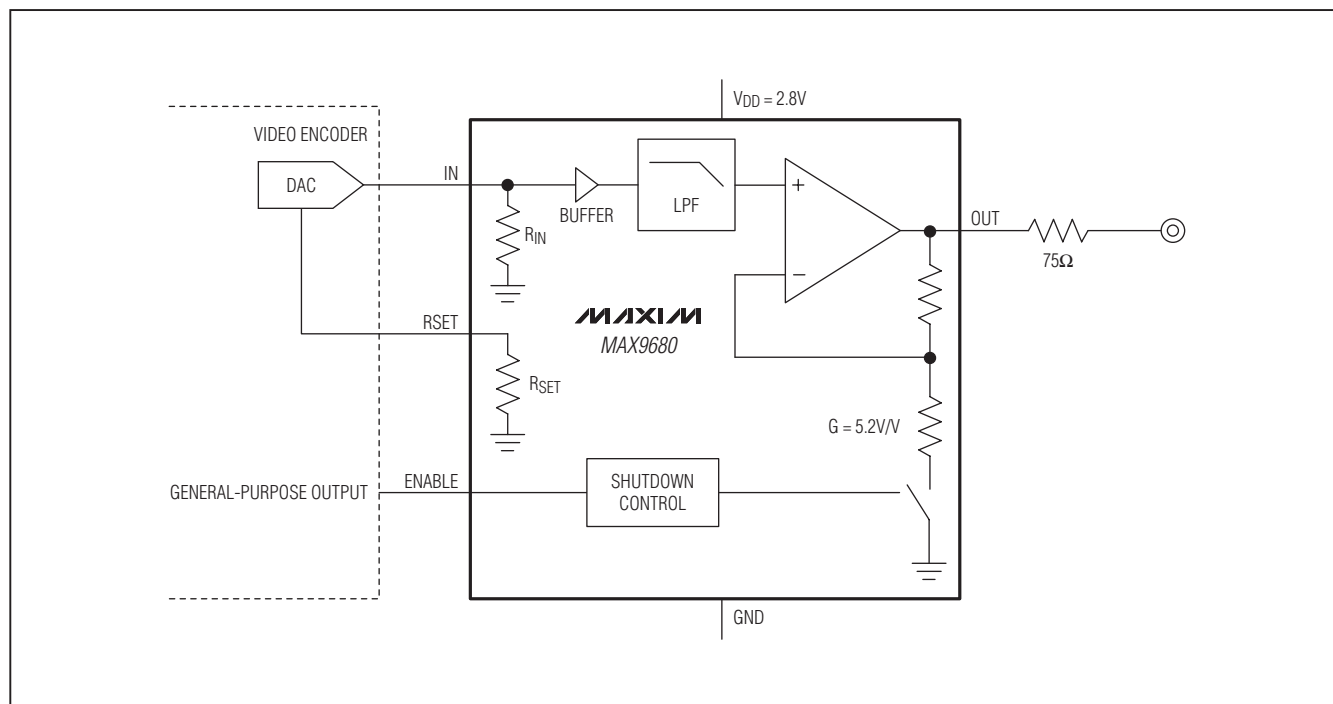 VDD = 2.8V
VIDEO ENCODER
DAC
IN
BUFFER
LPF
+
−
OUT
75Ω
RIN
RSET
MAXIM
MAX9680
RSET
G = 5.2V/V
GENERAL-PURPOSE OUTPUT
ENABLE
SHUTDOWN
CONTROL
GND